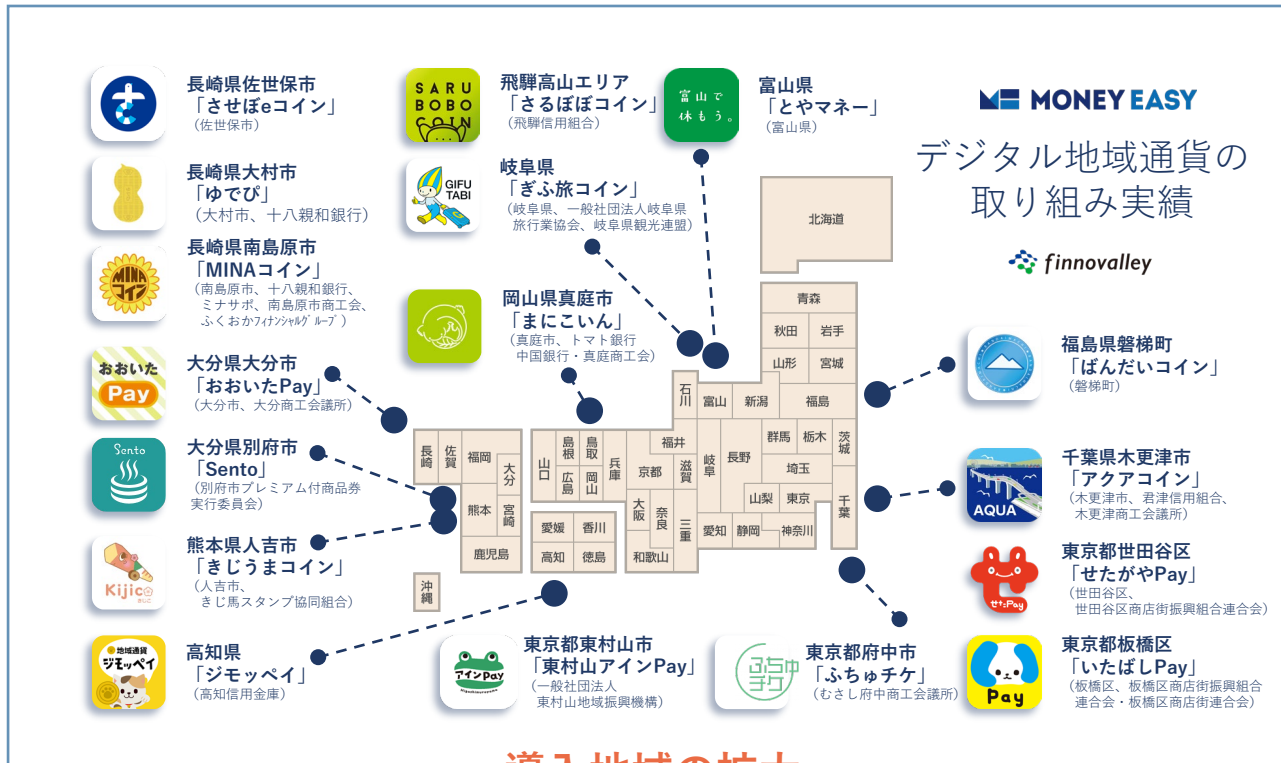 長崎県佐世保市
「させぼeコイン」
(佐世保市)
長崎県大村市
「ゆでぴ」
(大村市、十八親和銀行)
MINA
コイン
長崎県南島原市
「MINAコイン」
(南島原市、十八親和銀行、
ミナサポ、南島原市商工会、
ふくおかフィナンシャルグループ)
おおいた
Pay
大分県大分市
「おおいたPay」
(大分市、大分商工会議所)
Sento
大分県別府市
「Sento」
(別府市プレミアム付商品券
実行委員会)
Kijica
熊本県人吉市
「きじうまコイン」
(人吉市、
きじ馬スタンプ協同組合)
地域通貨
ジモッペイ
高知県
「ジモッペイ」
(高知信用金庫)
SARU
BOBO
COIN
飛騨高山エリア
「さるぼぼコイン」
(飛騨信用組合)
GIFU
TABI
岐阜県
「ぎふ旅コイン」
(岐阜県、一般社団法人岐阜県
旅行業協会、岐阜県観光連盟)
岡山県真庭市
「まにこいん」
(真庭市、トマト銀行
中国銀行・真庭商工会)
富山で
休もう。
富山県
「とやマネー」
(富山県)
MONEY EASY
デジタル地域通貨の
取り組み実績
finnovalley
北海道
青森
秋田
岩手
山形
宮城
石川
富山
新潟
福島
長崎
佐賀
福岡
大分
熊本
宮崎
鹿児島
沖縄
山口
島根
鳥取
広島
岡山
兵庫
愛媛
香川
高知
徳島
福井
京都
滋賀
大阪
奈良
和歌山
三重
岐阜
長野
群馬
栃木
茨城
埼玉
山梨
東京
千葉
愛知
静岡
神奈川
福島県磐梯町
「ばんだいコイン」
(磐梯町)
AQUA
千葉県木更津市
「アクアコイン」
(木更津市、君津信用組合、
木更津商工会議所)
せたPay
東京都世田谷区
「せたがやPay」
(世田谷区、
世田谷区商店街振興組合連合会)
Pay
東京都板橋区
「いたばしPay」
(板橋区、板橋区商店街振興組合
連合会・板橋区商店街連合会)
アインPay
東京都東村山市
「東村山アインPay」
(一般社団法人
東村山地域振興機構)
ふちゅ
チケ
東京都府中市
「ふちゅチケ」
(むさし府中商工会議所)
導入地域の拡大